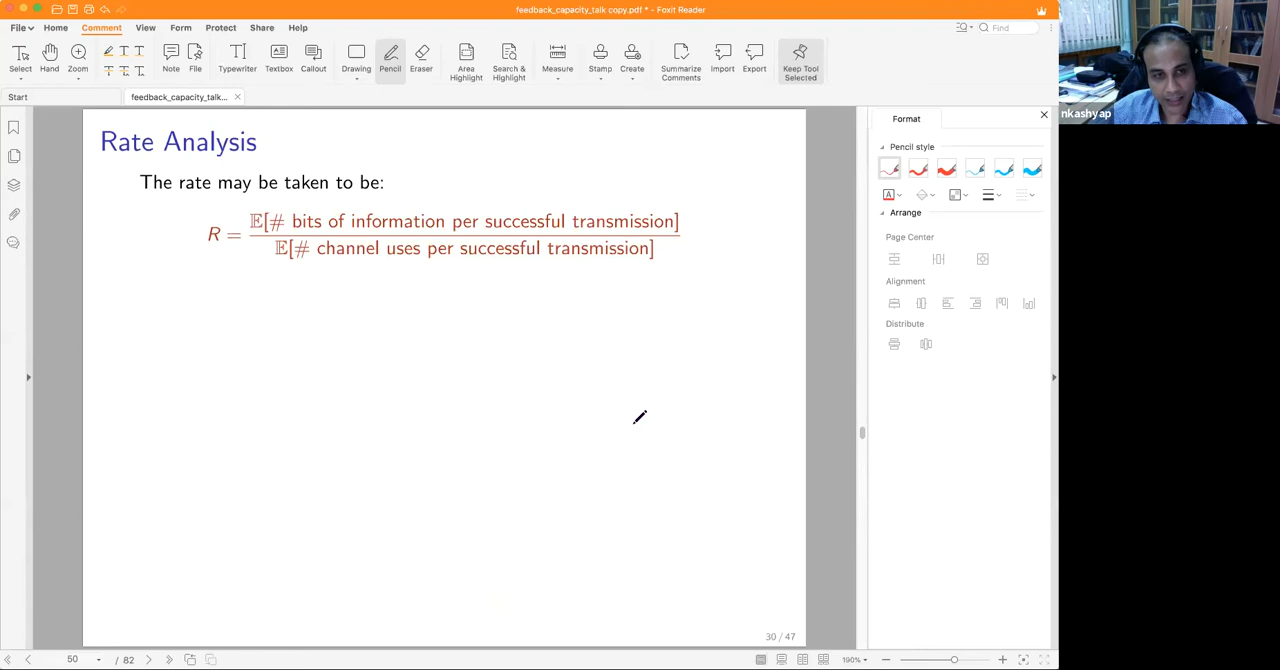 feedback_capacity_talk copy.pdf * - Foxit Reader
File Home Comment View Form Protect Share Help Find
Select Hand Zoom Note File Typewriter Textbox Callout Drawing Pencil Eraser Area Highlight Search & Highlight Measure Stamp Create Summarize Comments Import Export Keep Tool Selected
Start feedback_capacity_talk...
nkashyap
Format
Pencil style
Arrange
Page Center
Alignment
Distribute
Rate Analysis
The rate may be taken to be:
R = 𝔼[# bits of information per successful transmission]
𝔼[# channel uses per successful transmission]
30 / 47
50 / 82 190%